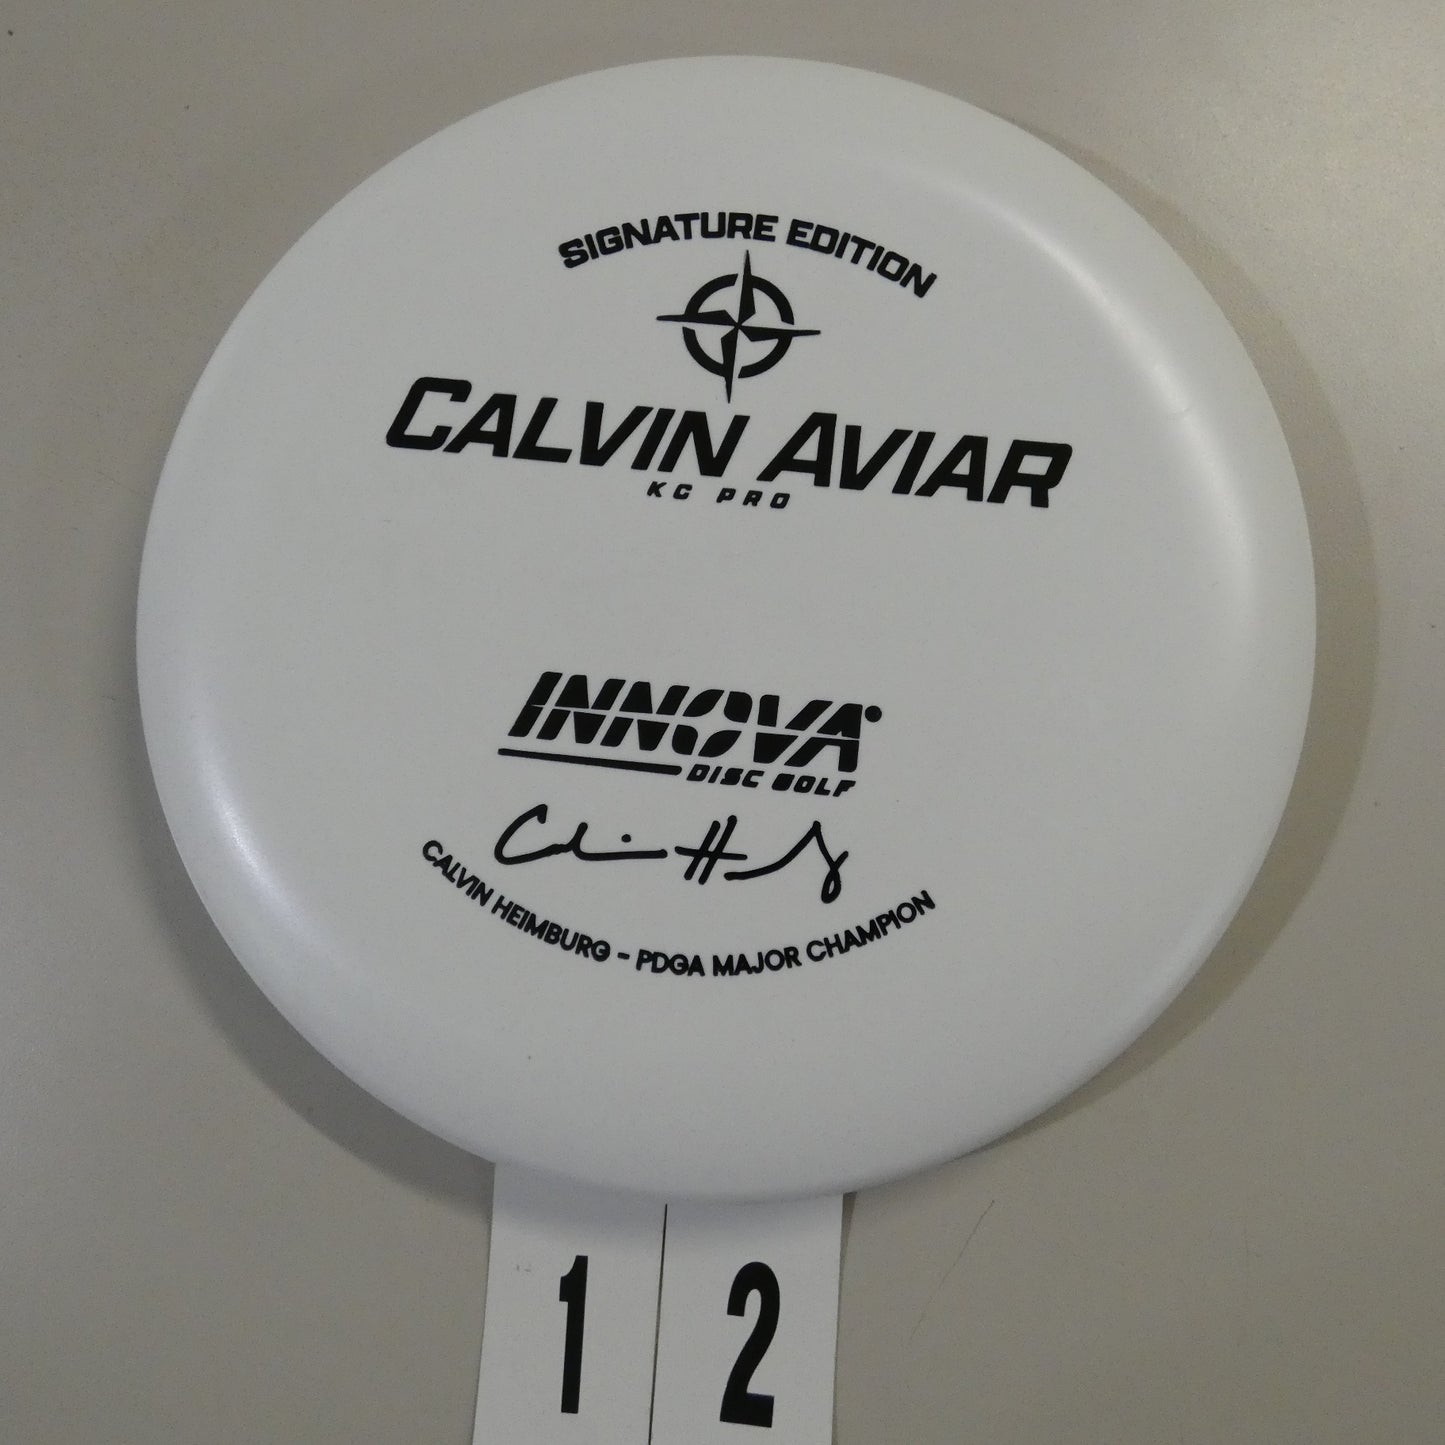 SIGNATURE EDITION
CALVIN AVIAR
KC PRO
INNOVA
DISC GOLF
CALVIN HEIMBURG - PDGA MAJOR CHAMPION
1 2